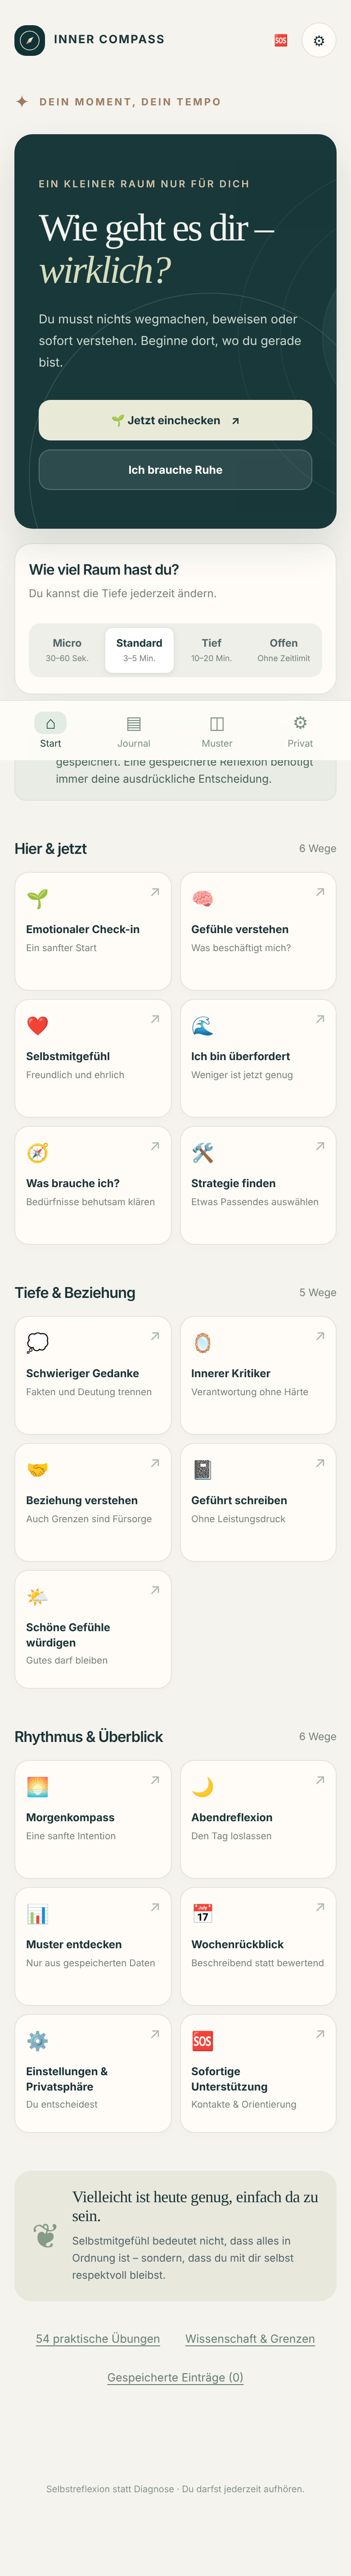 INNER COMPASS
🆘
DEIN MOMENT, DEIN TEMPO
EIN KLEINER RAUM NUR FÜR DICH
Wie geht es dir –
wirklich?
Du musst nichts wegmachen, beweisen oder
sofort verstehen. Beginne dort, wo du gerade
bist.
🌱 Jetzt einchecken ↗
Ich brauche Ruhe
Wie viel Raum hast du?
Du kannst die Tiefe jederzeit ändern.
Micro
30–60 Sek.
Standard
3–5 Min.
Tief
10–20 Min.
Offen
Ohne Zeitlimit
Start
Journal
Muster
Privat
gespeichert. Eine gespeicherte Reflexion benötigt
immer deine ausdrückliche Entscheidung.
Hier & jetzt
6 Wege
Emotionaler Check-in
Ein sanfter Start
Gefühle verstehen
Was beschäftigt mich?
Selbstmitgefühl
Freundlich und ehrlich
Ich bin überfordert
Weniger ist jetzt genug
Was brauche ich?
Bedürfnisse behutsam klären
Strategie finden
Etwas Passendes auswählen
Tiefe & Beziehung
5 Wege
Schwieriger Gedanke
Fakten und Deutung trennen
Innerer Kritiker
Verantwortung ohne Härte
Beziehung verstehen
Auch Grenzen sind Fürsorge
Geführt schreiben
Ohne Leistungsdruck
Schöne Gefühle
würdigen
Gutes darf bleiben
Rhythmus & Überblick
6 Wege
Morgenkompass
Eine sanfte Intention
Abendreflexion
Den Tag loslassen
Muster entdecken
Nur aus gespeicherten Daten
📅
Wochenrückblick
Beschreibend statt bewertend
Einstellungen &
Privatsphäre
Du entscheidest
🆘
Sofortige
Unterstützung
Kontakte & Orientierung
Vielleicht ist heute genug, einfach da zu
sein.
Selbstmitgefühl bedeutet nicht, dass alles in
Ordnung ist – sondern, dass du mit dir selbst
respektvoll bleibst.
54 praktische Übungen
Wissenschaft & Grenzen
Gespeicherte Einträge (0)
Selbstreflexion statt Diagnose · Du darfst jederzeit aufhören.